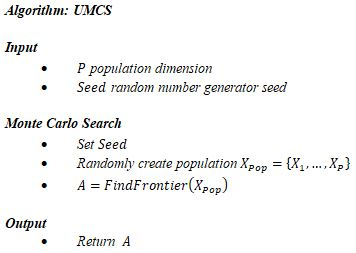 Algorithm: UMCS
Input
• P population dimension
• Seed random number generator seed
Monte Carlo Search
• Set Seed
• Randomly create population X_Pop = {X_1, ..., X_P}
• A = FindFrontier(X_Pop)
Output
• Return A